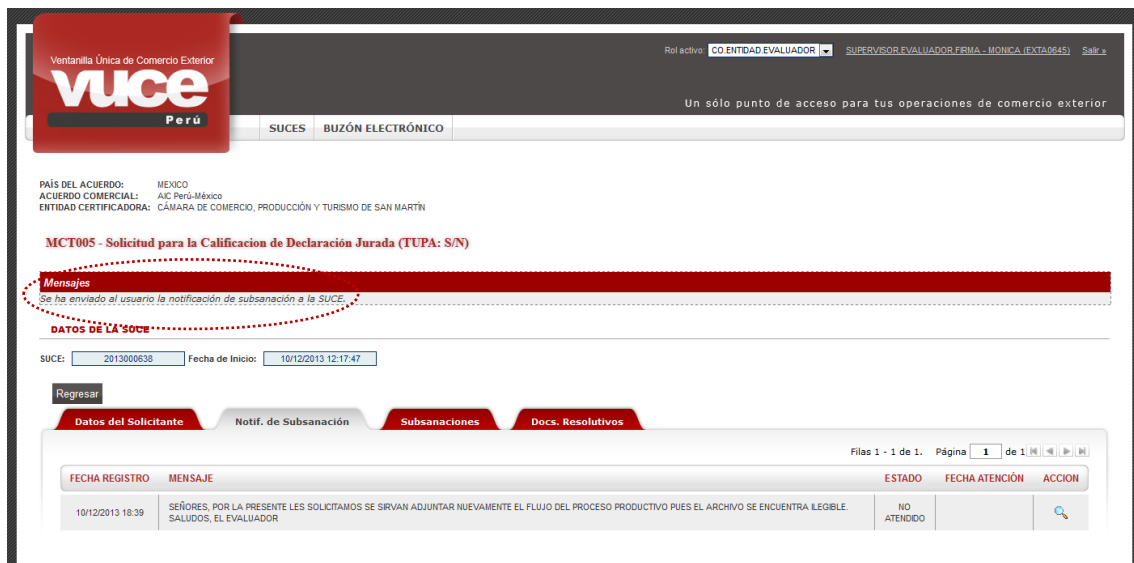 Ventanilla Única de Comercio Exterior
vuce
Perú
Rol activo: CO.ENTIDAD.EVALUADOR SUPERVISOR,EVALUADOR,FIRMA - MONICA (EXTA0645) Salir »
Un sólo punto de acceso para tus operaciones de comercio exterior
SUCES BUZÓN ELECTRÓNICO
PAÍS DEL ACUERDO: MEXICO
ACUERDO COMERCIAL: AIC Perú-México
ENTIDAD CERTIFICADORA: CÁMARA DE COMERCIO, PRODUCCIÓN Y TURISMO DE SAN MARTÍN
MCT005 - Solicitud para la Calificacion de Declaración Jurada (TUPA: S/N)
Mensajes
Se ha enviado al usuario la notificación de subsanación a la SUCE.
DATOS DE LA SUCE
SUCE: 2013000638 Fecha de Inicio: 10/12/2013 12:17:47
Regresar
Datos del Solicitante Notif. de Subsanación Subsanaciones Docs. Resolutivos
Filas 1 - 1 de 1. Página 1 de 1
FECHA REGISTRO MENSAJE ESTADO FECHA ATENCIÓN ACCION
10/12/2013 18:39 SEÑORES, POR LA PRESENTE LES SOLICITAMOS SE SIRVAN ADJUNTAR NUEVAMENTE EL FLUJO DEL PROCESO PRODUCTIVO PUES EL ARCHIVO SE ENCUENTRA ILEGIBLE. NO
SALUDOS, EL EVALUADOR ATENDIDO